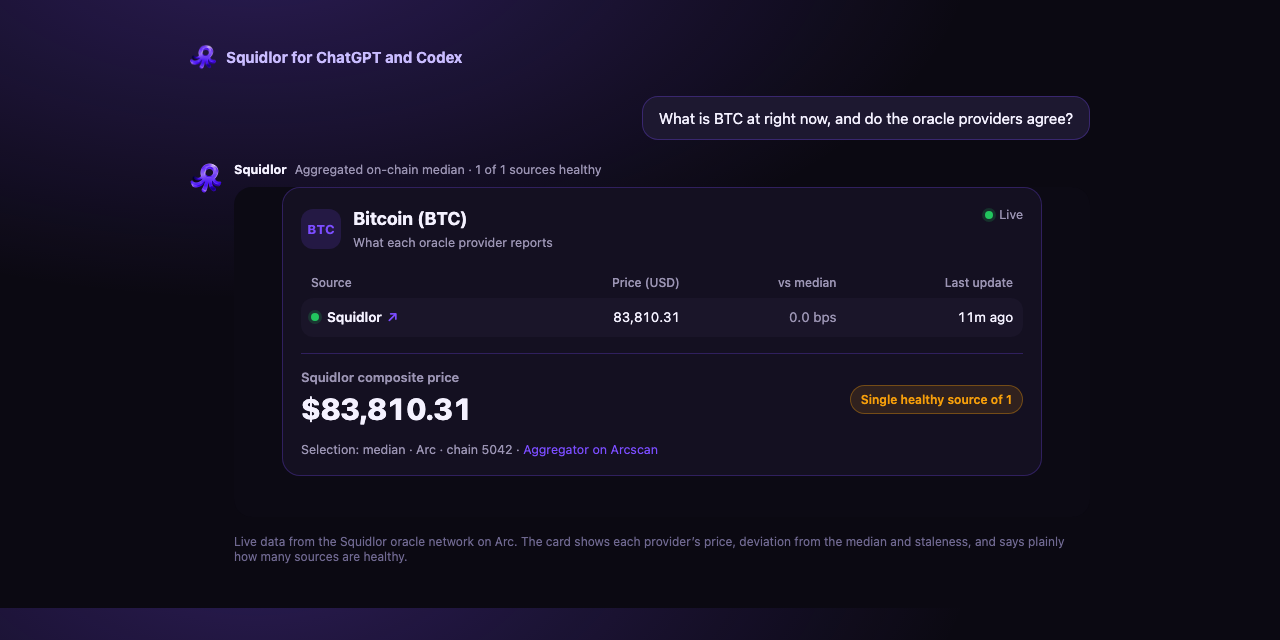 Squidlor for ChatGPT and Codex
What is BTC at right now, and do the oracle providers agree?
Squidlor Aggregated on-chain median · 1 of 1 sources healthy
BTC
Bitcoin (BTC)
What each oracle provider reports
Live
Source Price (USD) vs median Last update
Squidlor ↗ 83,810.31 0.0 bps 11m ago
Squidlor composite price
$83,810.31
Single healthy source of 1
Selection: median · Arc · chain 5042 · Aggregator on Arcscan
Live data from the Squidlor oracle network on Arc. The card shows each provider’s price, deviation from the median and staleness, and says plainly
how many sources are healthy.